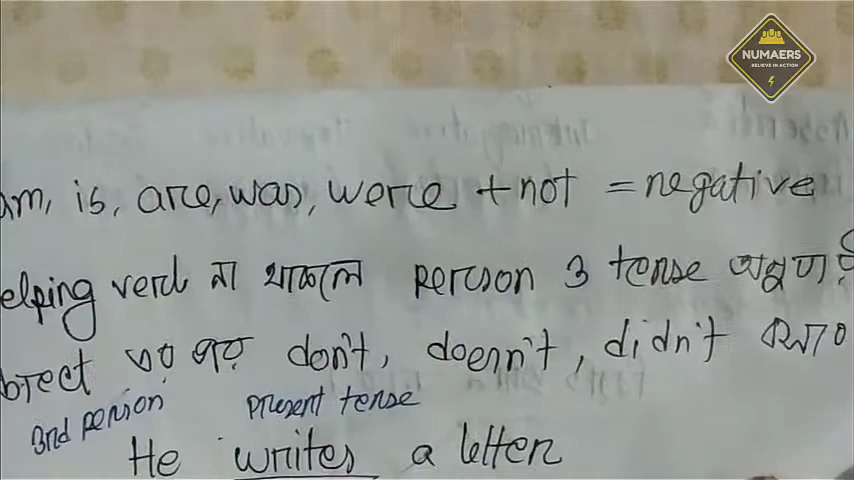 NUMAERS
BELIEVE IN ACTION
am, is, are, was, were + not = negative
elping verb না থাকলে person ও tense অনুযা
bject এর পর don't, doesn't, didn't বসাও
3rd person present tense
He writes a letter